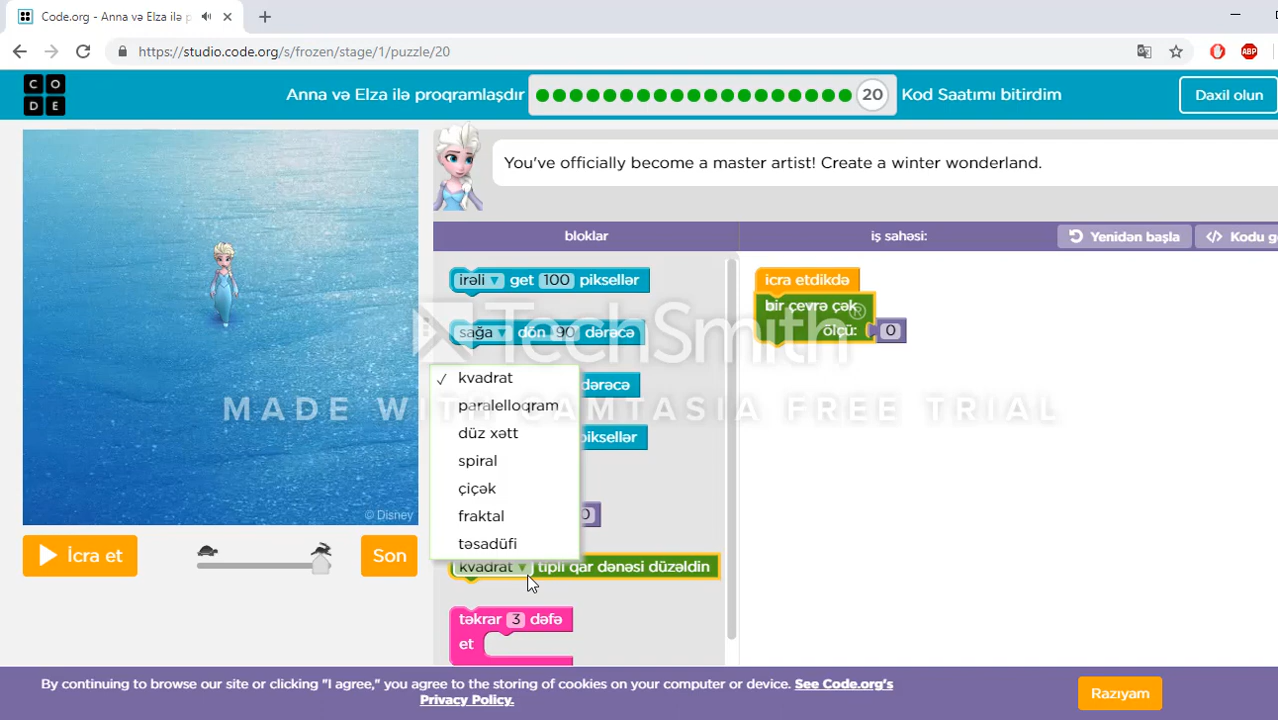 Code.org - Anna və Elza ilə p
https://studio.code.org/s/frozen/stage/1/puzzle/20
ABP
C O
D E
Anna və Elza ilə proqramlaşdır
20
Kod Saatımı bitirdim
Daxil olun
You've officially become a master artist! Create a winter wonderland.
bloklar
iş sahəsi:
Yenidən başla
Kodu g
irəli get 100 piksellər
sağa dön 90 dərəcə
dərəcə
piksellər
kvadrat
paralelloqram
düz xətt
spiral
çiçək
fraktal
təsadüfi
kvadrat tipli qar dənəsi düzəldin
təkrar 3 dəfə
et
icra etdikdə
bir çevrə çək
ölçü: 0
TechSmith®
MADE WITH CAMTASIA FREE TRIAL
© Disney
İcra et
Son
By continuing to browse our site or clicking "I agree," you agree to the storing of cookies on your computer or device. See Code.org's
Privacy Policy.
Razıyam